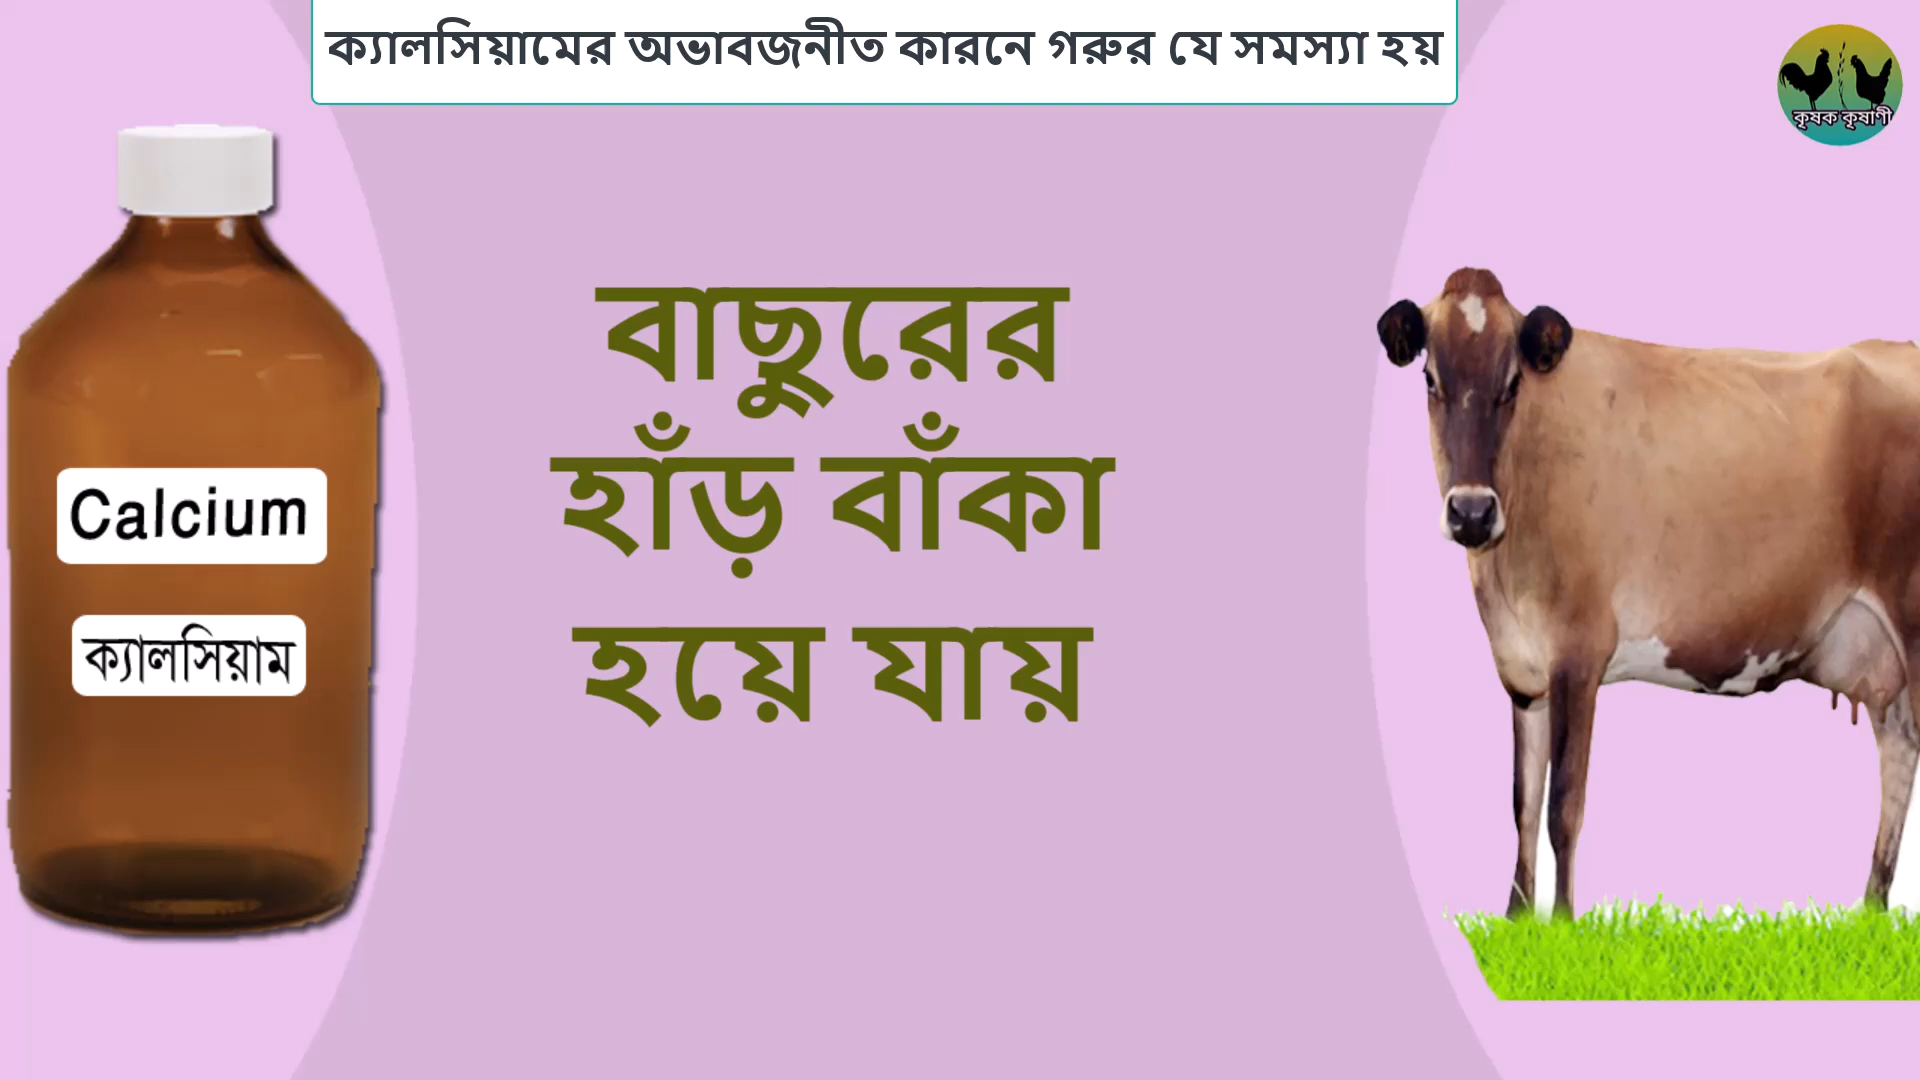 ক্যালসিয়ামের অভাবজনীত কারনে গরুর যে সমস্যা হয়
কৃষক কৃষাণী
বাছুরের
হাঁড় বাঁকা
হয়ে যায়
Calcium
ক্যালসিয়াম